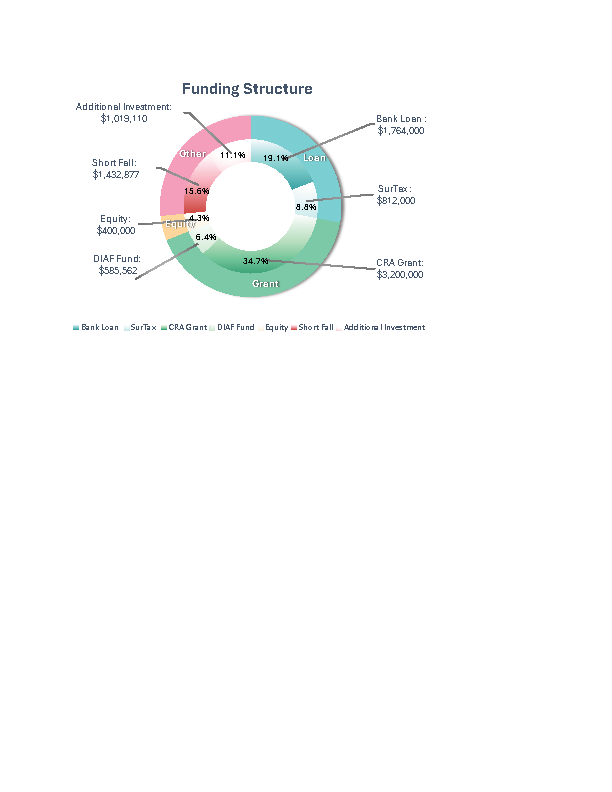 Funding Structure
Additional Investment:
$1,019,110
Bank Loan :
$1,764,000
Other
11.1%
19.1%
Loan
Short Fall:
$1,432,877
15.6%
SurTax :
$812,000
8.8%
Equity:
$400,000
4.3%
Equity
6.4%
DIAF Fund:
$585,562
34.7%
CRA Grant:
$3,200,000
Grant
Bank Loan SurTax CRA Grant DIAF Fund Equity Short Fall Additional Investment